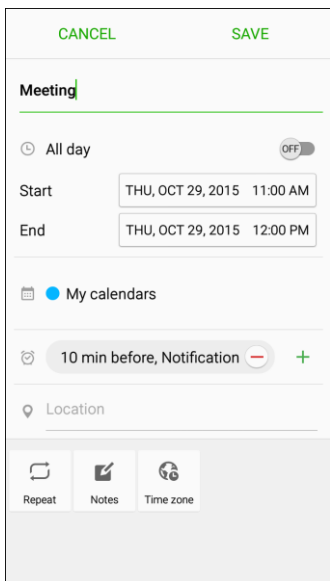 CANCEL SAVE
Meeting
All day OFF
Start THU, OCT 29, 2015 11:00 AM
End THU, OCT 29, 2015 12:00 PM
My calendars
10 min before, Notification
Location
Repeat Notes Time zone